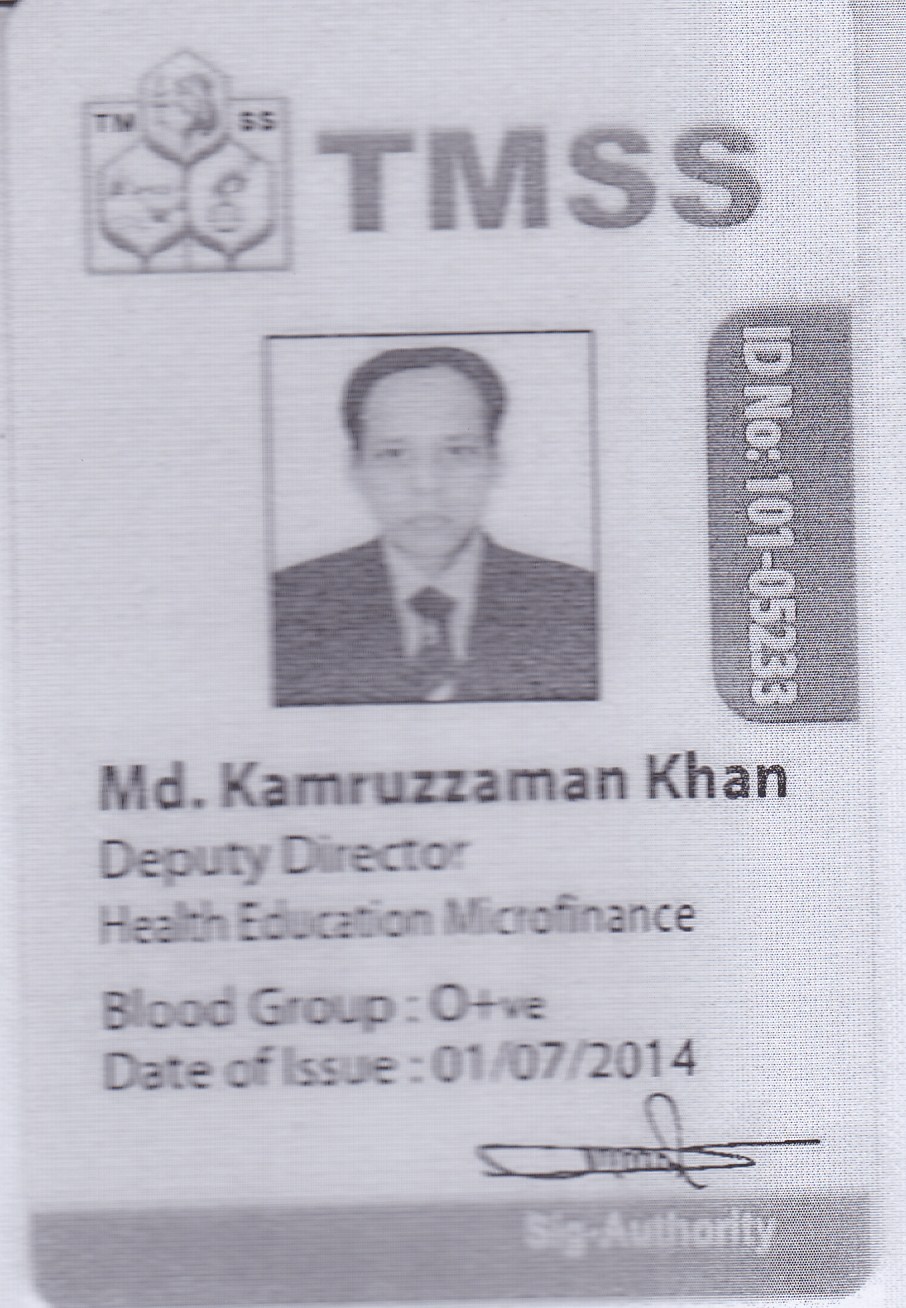 TM SS
TMSS
ID No: 101-05233
Md. Kamruzzaman Khan
Deputy Director
Health Education Microfinance
Blood Group : O+ve
Date of Issue : 01/07/2014
Sig-Authority